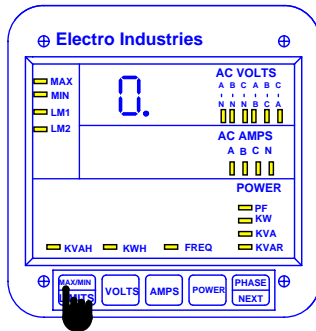 Electro Industries
MAX
MIN
LM1
LM2
0.
AC VOLTS
A B C A B C
- - - - - -
N N N B C A
AC AMPS
A B C N
POWER
PF
KW
KVA
KVAR
KVAH KWH FREQ
MAX/MIN
LIMITS
VOLTS
AMPS
POWER
PHASE
NEXT